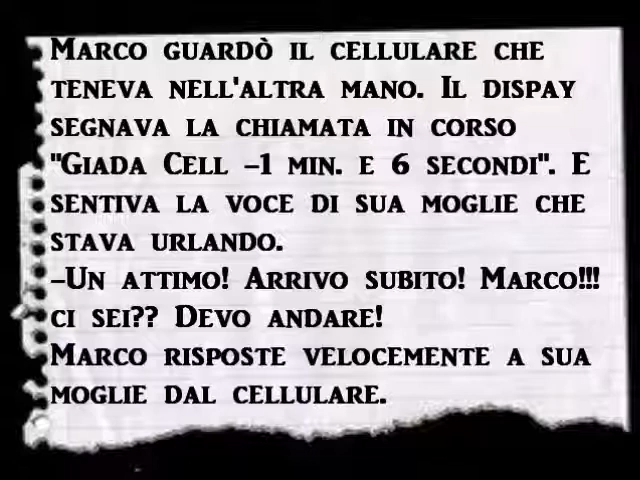 Marco guardò il cellulare che
teneva nell'altra mano. Il dispay
segnava la chiamata in corso
"Giada Cell –1 min. e 6 secondi". E
sentiva la voce di sua moglie che
stava urlando.
–Un attimo! Arrivo subito! Marco!!!
ci sei?? Devo andare!
Marco risposte velocemente a sua
moglie dal cellulare.